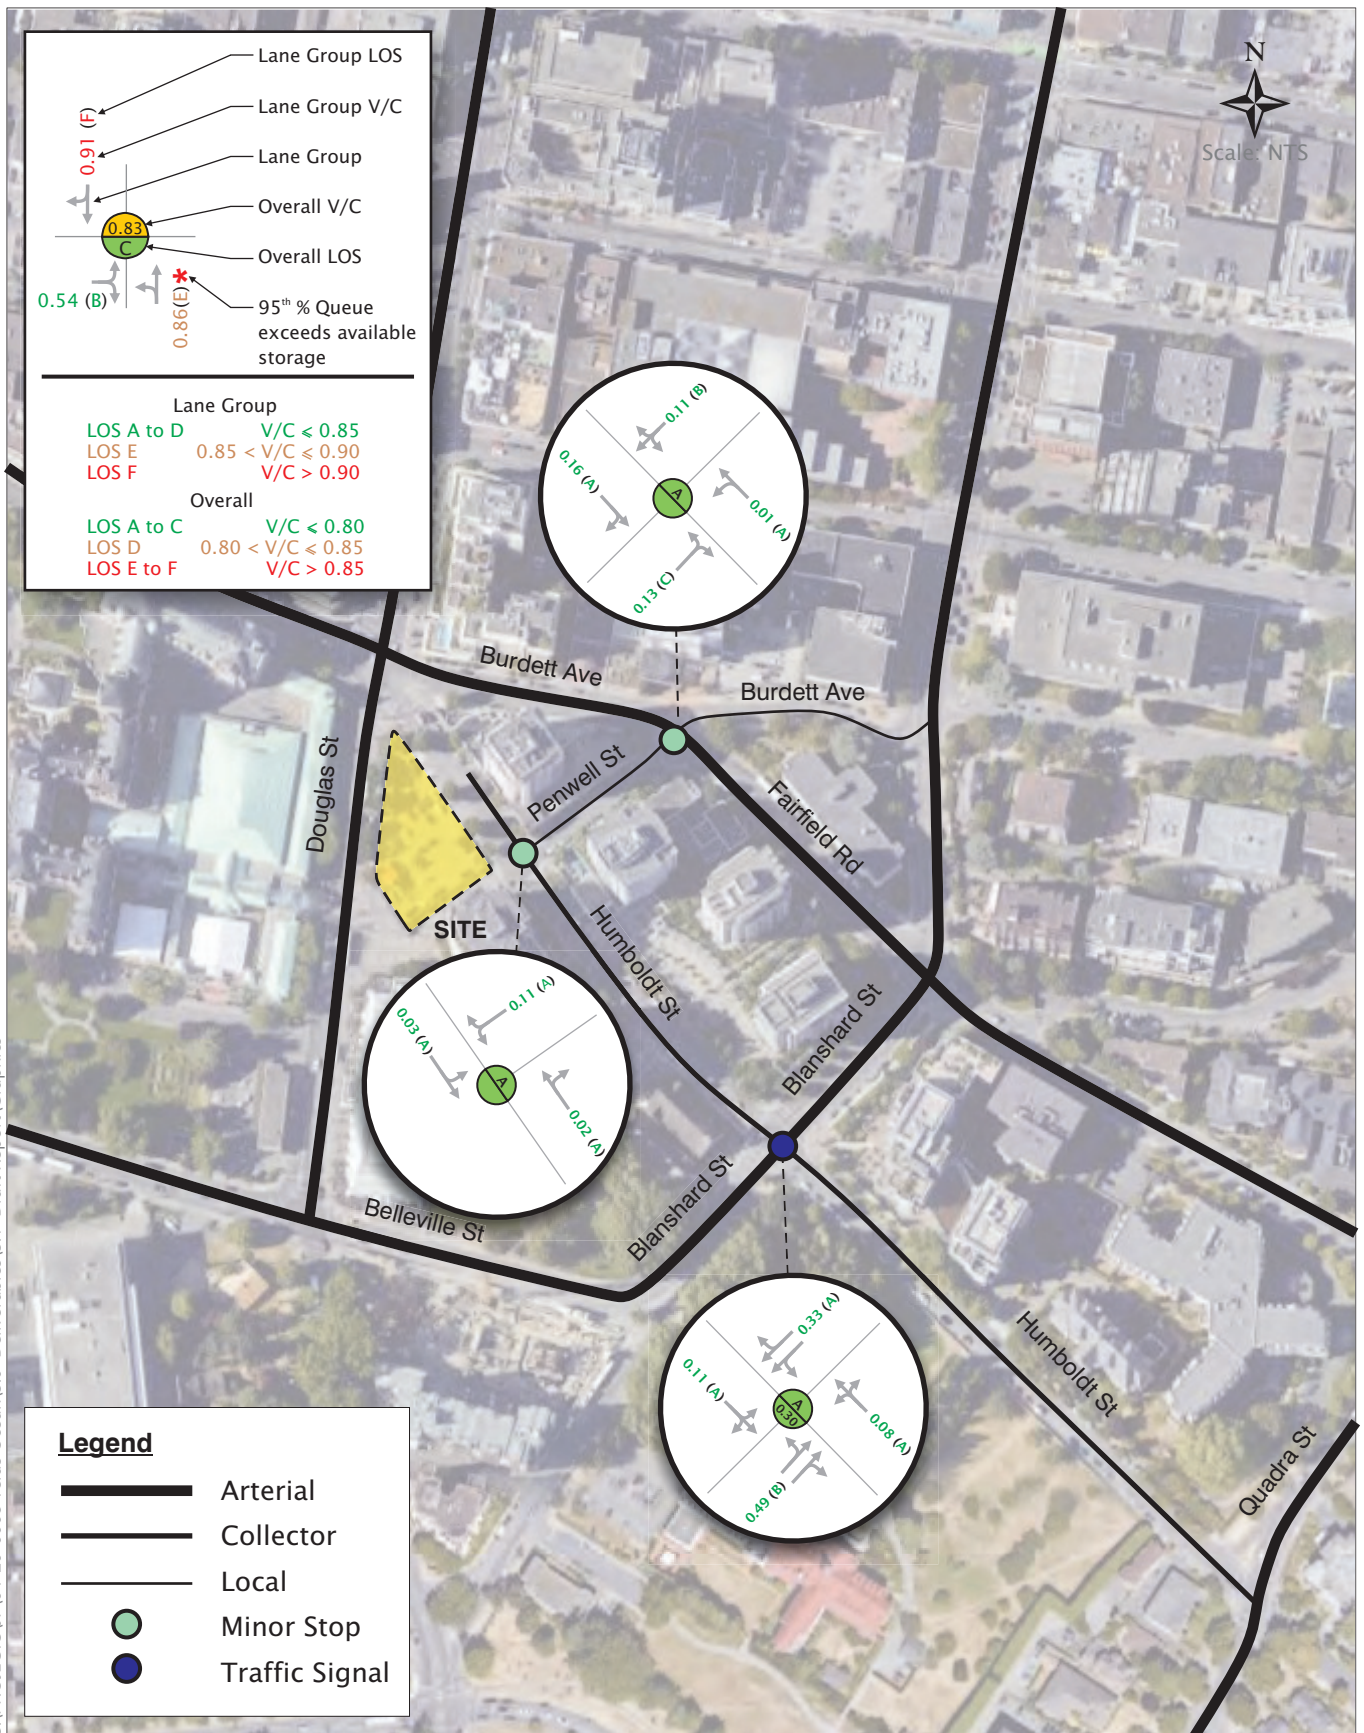 Lane Group LOS
Lane Group V/C
Lane Group
Overall V/C
Overall LOS
95th % Queue
exceeds available
storage
0.91 (F)
0.83
C
0.54 (B)
0.86(E)*
Lane Group
LOS A to D V/C ⩽ 0.85
LOS E 0.85 < V/C ⩽ 0.90
LOS F V/C > 0.90
Overall
LOS A to C V/C ⩽ 0.80
LOS D 0.80 < V/C ⩽ 0.85
LOS E to F V/C > 0.85
N
Scale: NTS
0.11 (B)
0.16 (A)
A
0.01 (A)
0.13 (C)
Burdett Ave
Burdett Ave
Douglas St
Penwell St
Fairfield Rd
SITE
Humboldt St
Blanshard St
0.11 (A)
0.03 (A)
A
0.02 (A)
Blanshard St
Belleville St
0.33 (A)
0.11 (A)
A
0.30
0.08 (A)
0.49 (B)
Humboldt St
Quadra St
Legend
Arterial
Collector
Local
Minor Stop
Traffic Signal